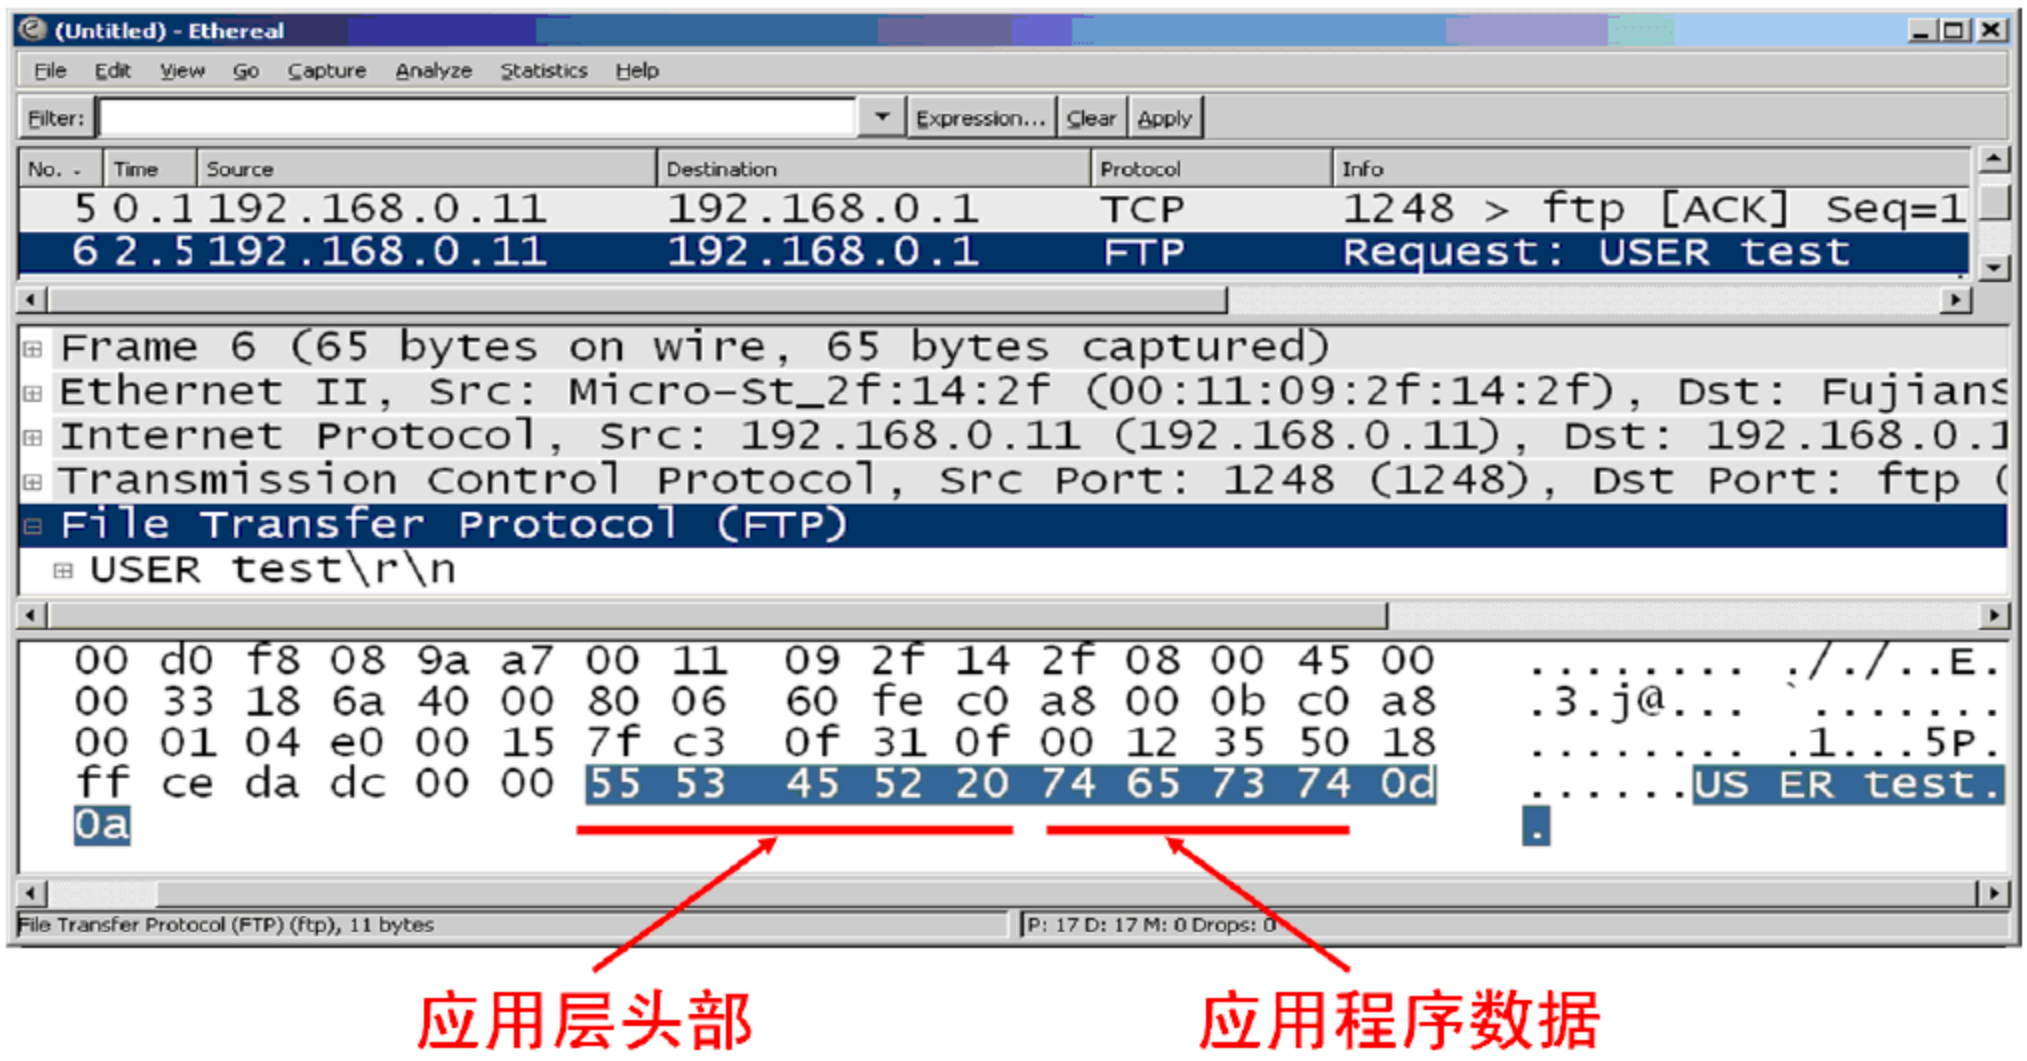 (Untitled) - Ethereal
File Edit View Go Capture Analyze Statistics Help
Filter: Expression... Clear Apply
No. - Time Source Destination Protocol Info
5 0.1 192.168.0.11 192.168.0.1 TCP 1248 > ftp [ACK] Seq=1
6 2.5 192.168.0.11 192.168.0.1 FTP Request: USER test
Frame 6 (65 bytes on wire, 65 bytes captured)
Ethernet II, Src: Micro-St_2f:14:2f (00:11:09:2f:14:2f), Dst: FujianS
Internet Protocol, Src: 192.168.0.11 (192.168.0.11), Dst: 192.168.0.1
Transmission Control Protocol, Src Port: 1248 (1248), Dst Port: ftp (
File Transfer Protocol (FTP)
USER test\r\n
00 d0 f8 08 9a a7 00 11 09 2f 14 2f 08 00 45 00 ........ ././..E.
00 33 18 6a 40 00 80 06 60 fe c0 a8 00 0b c0 a8 .3.j@... `.......
00 01 04 e0 00 15 7f c3 0f 31 0f 00 12 35 50 18 ........ .1...5P.
ff ce da dc 00 00 55 53 45 52 20 74 65 73 74 0d ......US ER test.
0a .
File Transfer Protocol (FTP) (ftp), 11 bytes P: 17 D: 17 M: 0 Drops: 0
应用层头部 应用程序数据